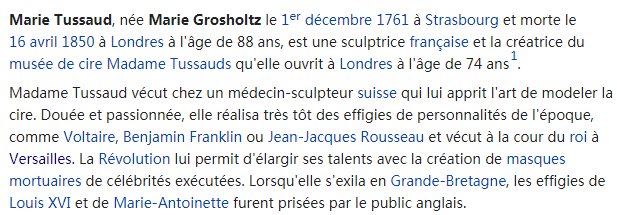 Marie Tussaud, née Marie Grosholtz le 1er décembre 1761 à Strasbourg et morte le
16 avril 1850 à Londres à l'âge de 88 ans, est une sculptrice française et la créatrice du
musée de cire Madame Tussauds qu'elle ouvrit à Londres à l'âge de 74 ans1.
Madame Tussaud vécut chez un médecin-sculpteur suisse qui lui apprit l'art de modeler la
cire. Douée et passionnée, elle réalisa très tôt des effigies de personnalités de l'époque,
comme Voltaire, Benjamin Franklin ou Jean-Jacques Rousseau et vécut à la cour du roi à
Versailles. La Révolution lui permit d'élargir ses talents avec la création de masques
mortuaires de célébrités exécutées. Lorsqu'elle s'exila en Grande-Bretagne, les effigies de
Louis XVI et de Marie-Antoinette furent prisées par le public anglais.